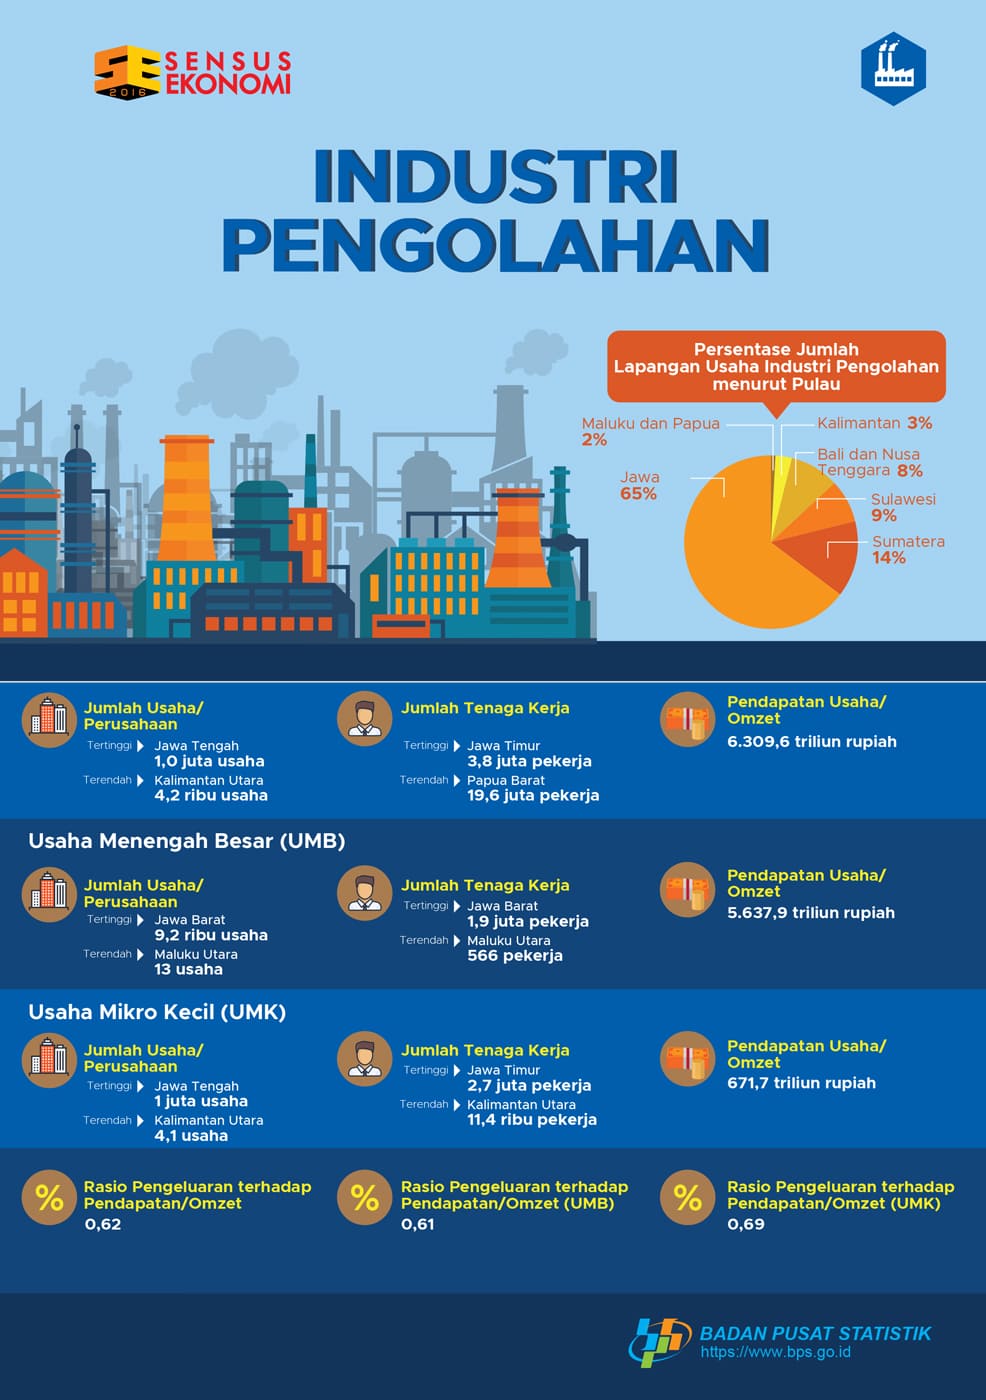 SENSUS
EKONOMI
2016
INDUSTRI
PENGOLAHAN
Persentase Jumlah
Lapangan Usaha Industri Pengolahan
menurut Pulau
Maluku dan Papua
2%
Kalimantan 3%
Bali dan Nusa
Tenggara 8%
Jawa
65%
Sulawesi
9%
Sumatera
14%
Jumlah Usaha/
Perusahaan
Tertinggi Jawa Tengah
1,0 juta usaha
Terendah Kalimantan Utara
4,2 ribu usaha
Jumlah Tenaga Kerja
Tertinggi Jawa Timur
3,8 juta pekerja
Terendah Papua Barat
19,6 juta pekerja
Pendapatan Usaha/
Omzet
6.309,6 triliun rupiah
Usaha Menengah Besar (UMB)
Jumlah Usaha/
Perusahaan
Tertinggi Jawa Barat
9,2 ribu usaha
Terendah Maluku Utara
13 usaha
Jumlah Tenaga Kerja
Tertinggi Jawa Barat
1,9 juta pekerja
Terendah Maluku Utara
566 pekerja
Pendapatan Usaha/
Omzet
5.637,9 triliun rupiah
Usaha Mikro Kecil (UMK)
Jumlah Usaha/
Perusahaan
Tertinggi Jawa Tengah
1 juta usaha
Terendah Kalimantan Utara
4,1 usaha
Jumlah Tenaga Kerja
Tertinggi Jawa Timur
2,7 juta pekerja
Terendah Kalimantan Utara
11,4 ribu pekerja
Pendapatan Usaha/
Omzet
671,7 triliun rupiah
% Rasio Pengeluaran terhadap
Pendapatan/Omzet
0,62
% Rasio Pengeluaran terhadap
Pendapatan/Omzet (UMB)
0,61
% Rasio Pengeluaran terhadap
Pendapatan/Omzet (UMK)
0,69
BADAN PUSAT STATISTIK
https://www.bps.go.id